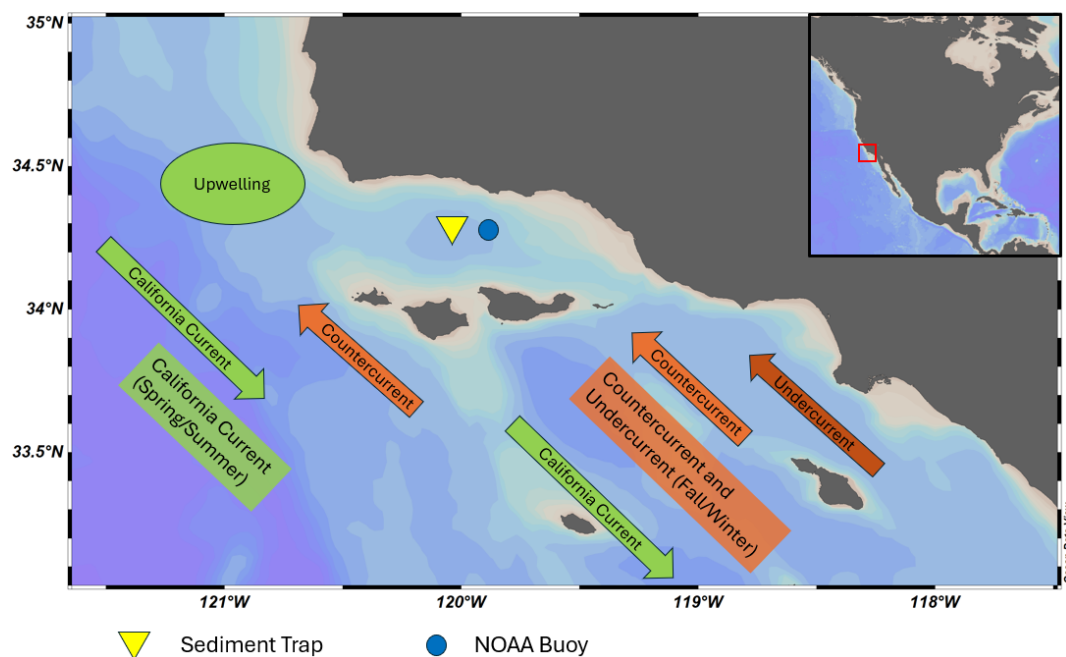 35°N
34.5°N
34°N
33.5°N
Upwelling
California Current
California Current
(Spring/Summer)
Countercurrent
California Current
Countercurrent and
Undercurrent (Fall/Winter)
Countercurrent
Undercurrent
121°W
120°W
119°W
118°W
Sediment Trap
NOAA Buoy